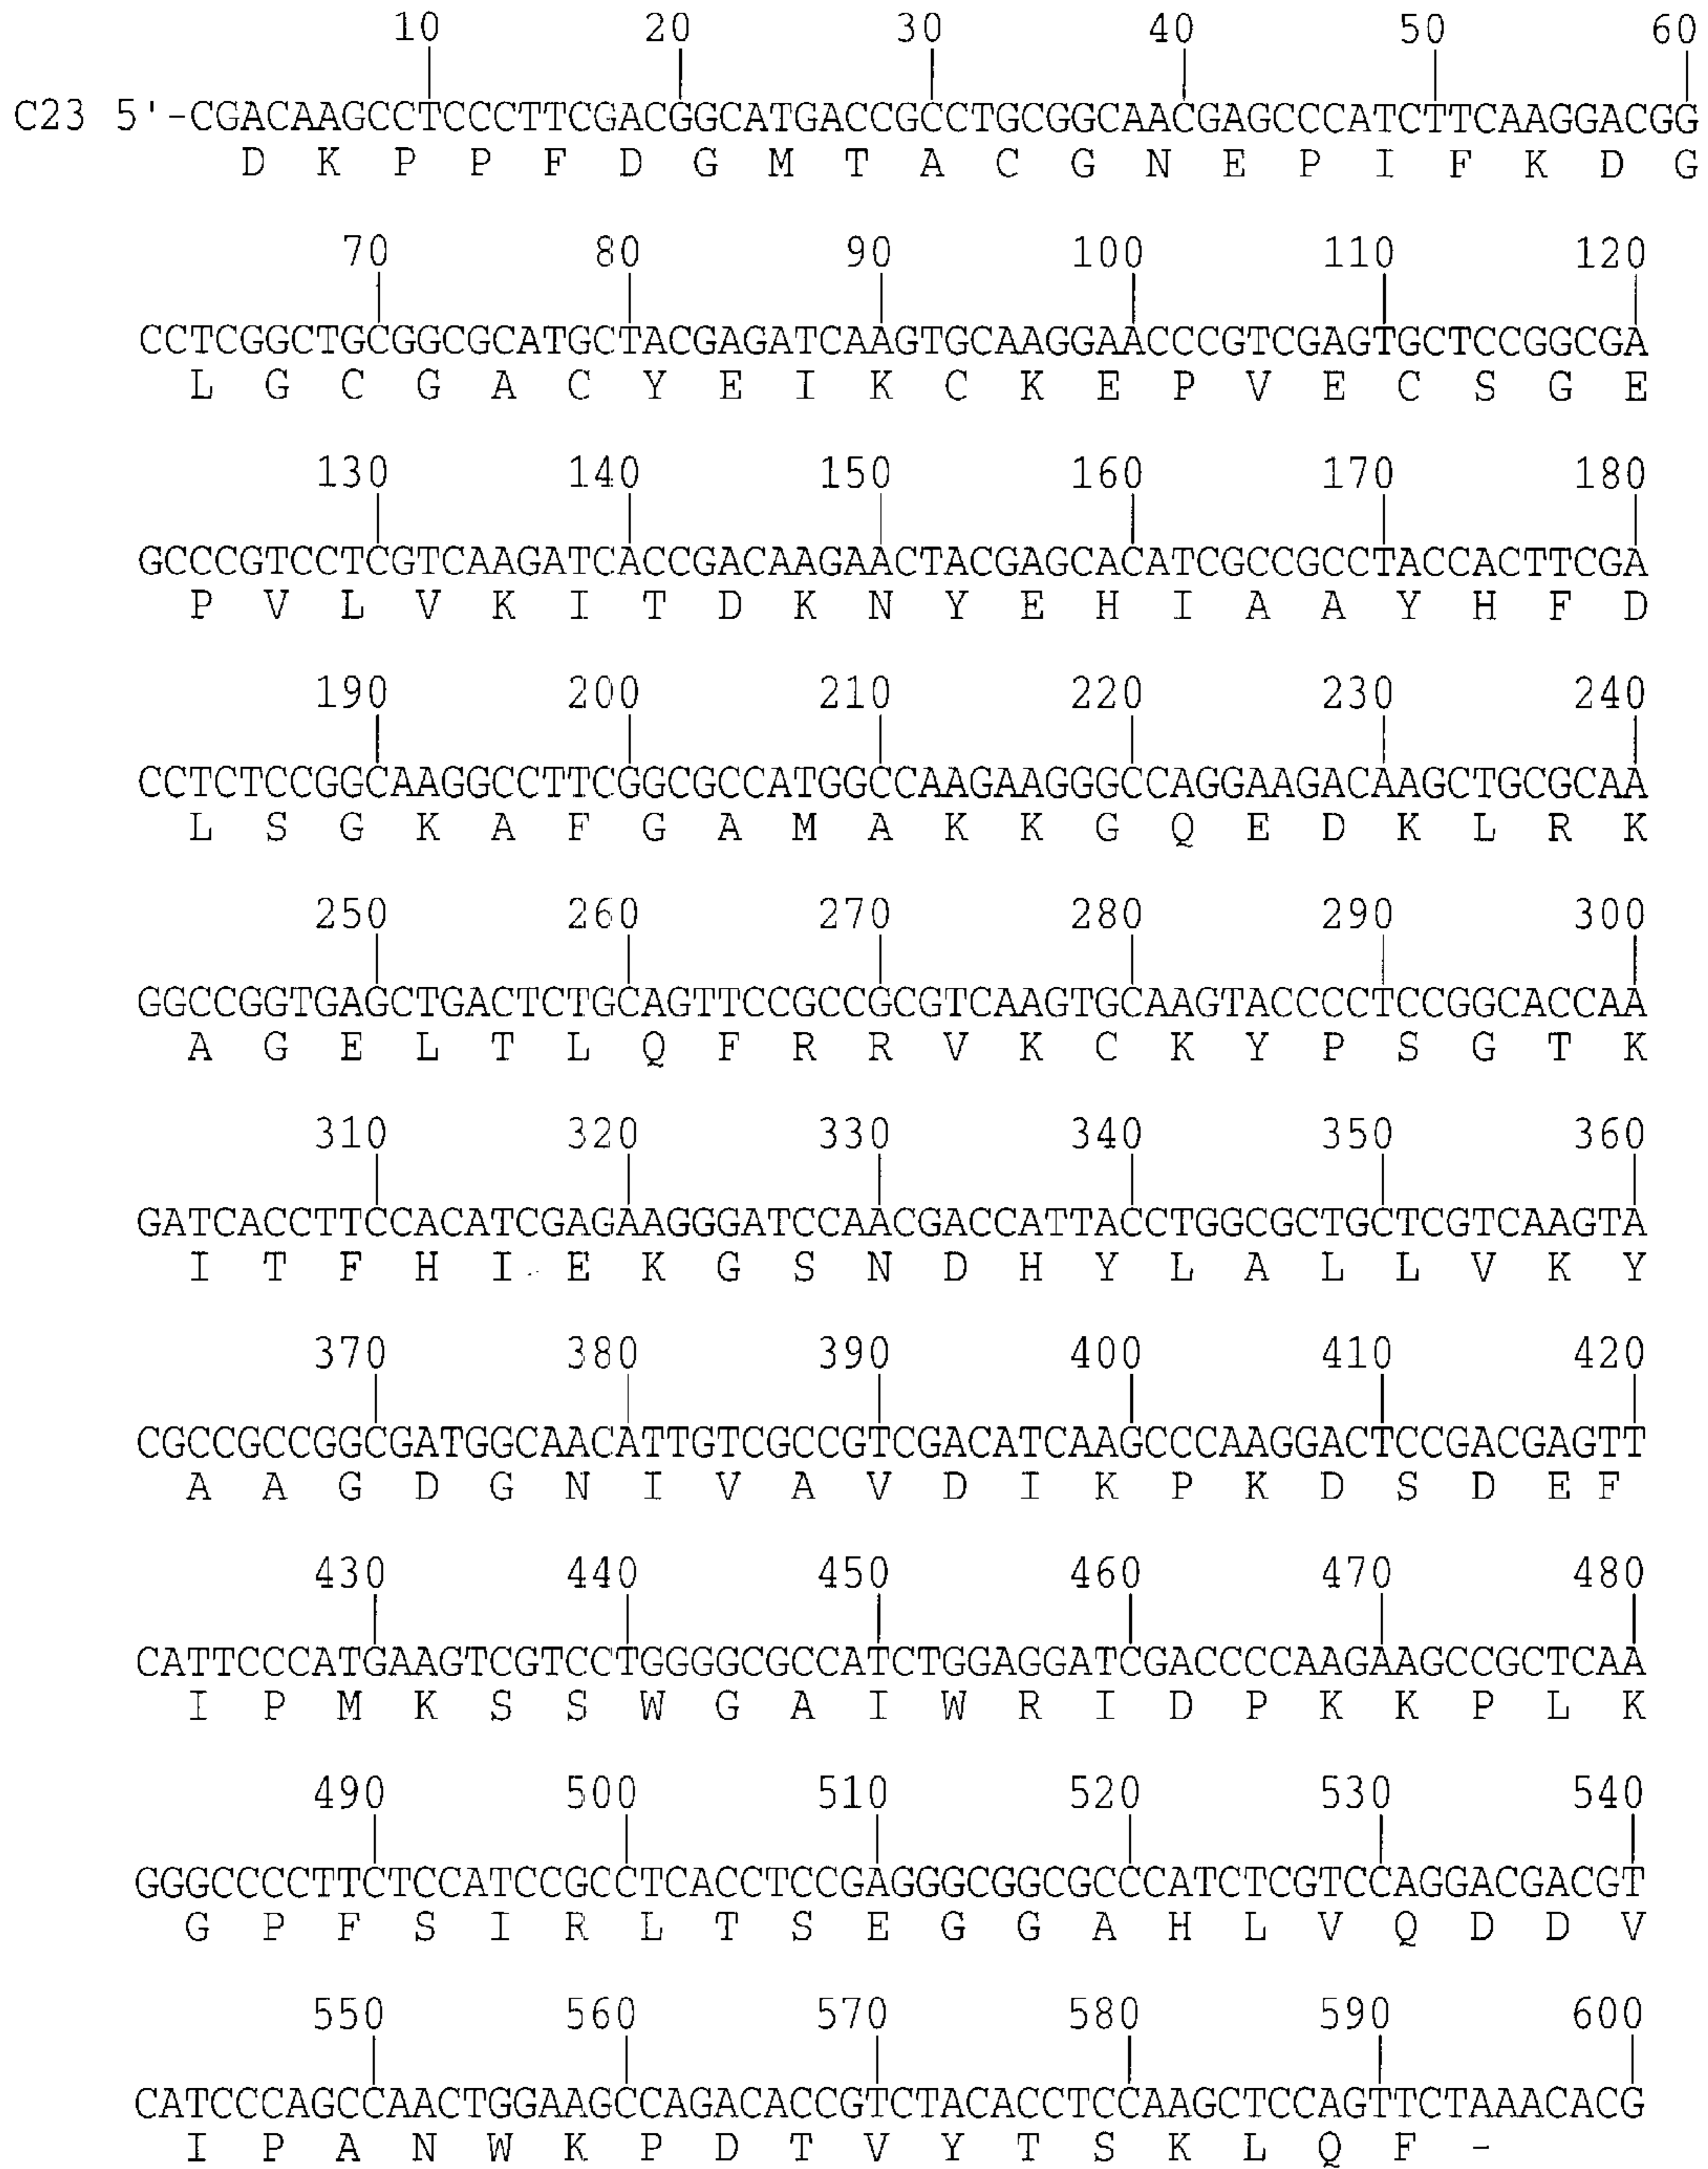 10 20 30 40 50 60
C23 5'-CGACAAGCCTCCCTTCGACGGCATGACCGCCTGCGGCAACGAGCCCATCTTCAAGGACGG
D K P P F D G M T A C G N E P I F K D G
70 80 90 100 110 120
CCTCGGCTGCGGCGCATGCTACGAGATCAAGTGCAAGGAACCCGTCGAGTGCTCCGGCGA
L G C G A C Y E I K C K E P V E C S G E
130 140 150 160 170 180
GCCCGTCCTCGTCAAGATCACCGACAAGAACTACGAGCACATCGCCGCCTACCACTTCGA
P V L V K I T D K N Y E H I A A Y H F D
190 200 210 220 230 240
CCTCTCCGGCAAGGCCTTCGGCGCCATGGCCAAGAAGGGCCAGGAAGACAAGCTGCGCAA
L S G K A F G A M A K K G Q E D K L R K
250 260 270 280 290 300
GGCCGGTGAGCTGACTCTGCAGTTCCGCCGCGTCAAGTGCAAGTACCCCTCCGGCACCAA
A G E L T L Q F R R V K C K Y P S G T K
310 320 330 340 350 360
GATCACCTTCCACATCGAGAAGGGATCCAACGACCATTACCTGGCGCTGCTCGTCAAGTA
I T F H I E K G S N D H Y L A L L V K Y
370 380 390 400 410 420
CGCCGCCGGCGATGGCAACATTGTCGCCGTCGACATCAAGCCCAAGGACTCCGACGAGTT
A A G D G N I V A V D I K P K D S D E F
430 440 450 460 470 480
CATTCCCATGAAGTCGTCCTGGGGCGCCATCTGGAGGATCGACCCCAAGAAGCCGCTCAA
I P M K S S W G A I W R I D P K K P L K
490 500 510 520 530 540
GGGCCCCTTCTCCATCCGCCTCACCTCCGAGGGCGGCGCCCATCTCGTCCAGGACGACGT
G P F S I R L T S E G G A H L V Q D D V
550 560 570 580 590 600
CATCCCAGCCAACTGGAAGCCAGACACCGTCTACACCTCCAAGCTCCAGTTCTAAACACG
I P A N W K P D T V Y T S K L Q F -